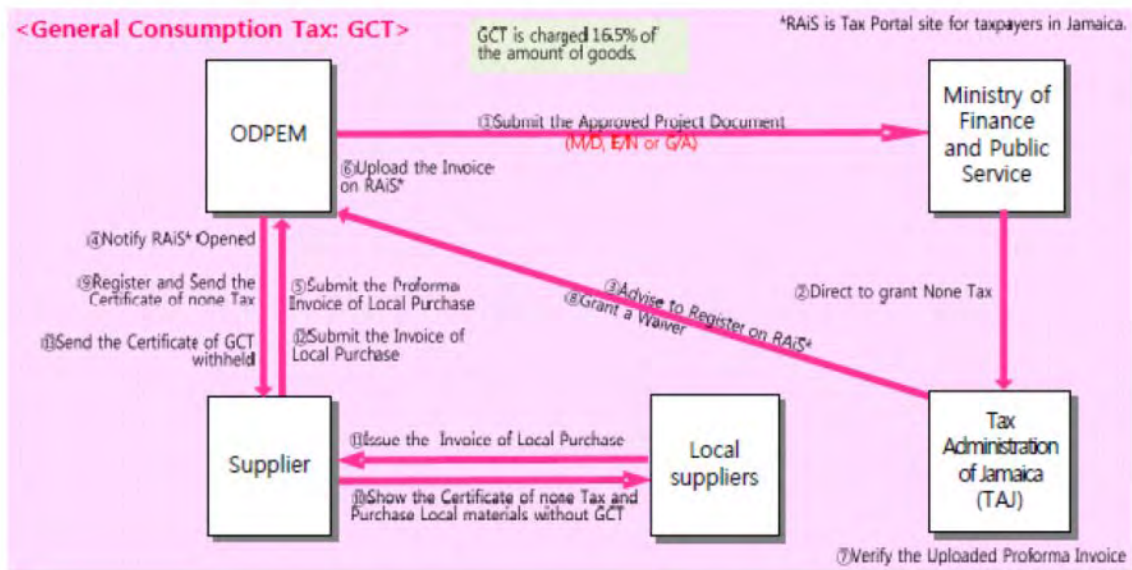 <General Consumption Tax: GCT>
GCT is charged 16.5% of
the amount of goods.
*RAiS is Tax Portal site for taxpayers in Jamaica.
ODPEM
①Submit the Approved Project Document
(M/D, E/N or G/A)
Ministry of
Finance
and Public
Service
⑥Upload the Invoice
on RAiS*
④Notify RAiS* Opened
⑨Register and Send the
Certificate of none Tax
⑬Send the Certificate of GCT
withheld
⑤Submit the Proforma
Invoice of Local Purchase
⑫Submit the Invoice of
Local Purchase
③Advise to Register on RAiS*
⑧Grant a Waiver
②Direct to grant None Tax
Supplier
⑪Issue the Invoice of Local Purchase
⑩Show the Certificate of none Tax and
Purchase Local materials without GCT
Local
suppliers
Tax
Administration
of Jamaica
(TAJ)
⑦Verify the Uploaded Proforma Invoice